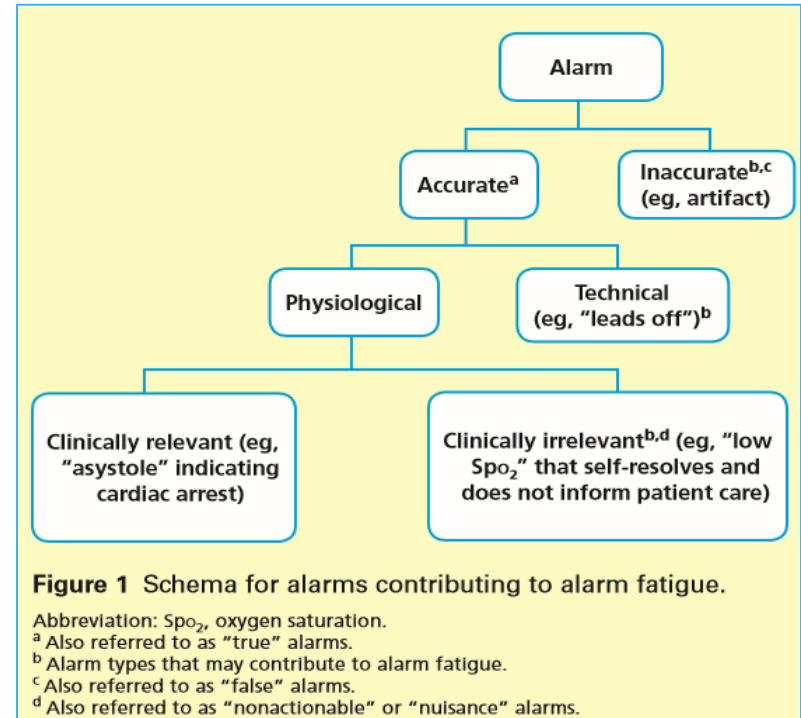 Alarm
Accurateᵃ
Inaccurateᵇ,ᶜ
(eg, artifact)
Physiological
Technical
(eg, “leads off”)ᵇ
Clinically relevant (eg,
“asystole” indicating
cardiac arrest)
Clinically irrelevantᵇ,ᵈ (eg, “low
Spo₂” that self-resolves and
does not inform patient care)
Figure 1 Schema for alarms contributing to alarm fatigue.
Abbreviation: Spo₂, oxygen saturation.
ᵃ Also referred to as “true” alarms.
ᵇ Alarm types that may contribute to alarm fatigue.
ᶜ Also referred to as “false” alarms.
ᵈ Also referred to as “nonactionable” or “nuisance” alarms.